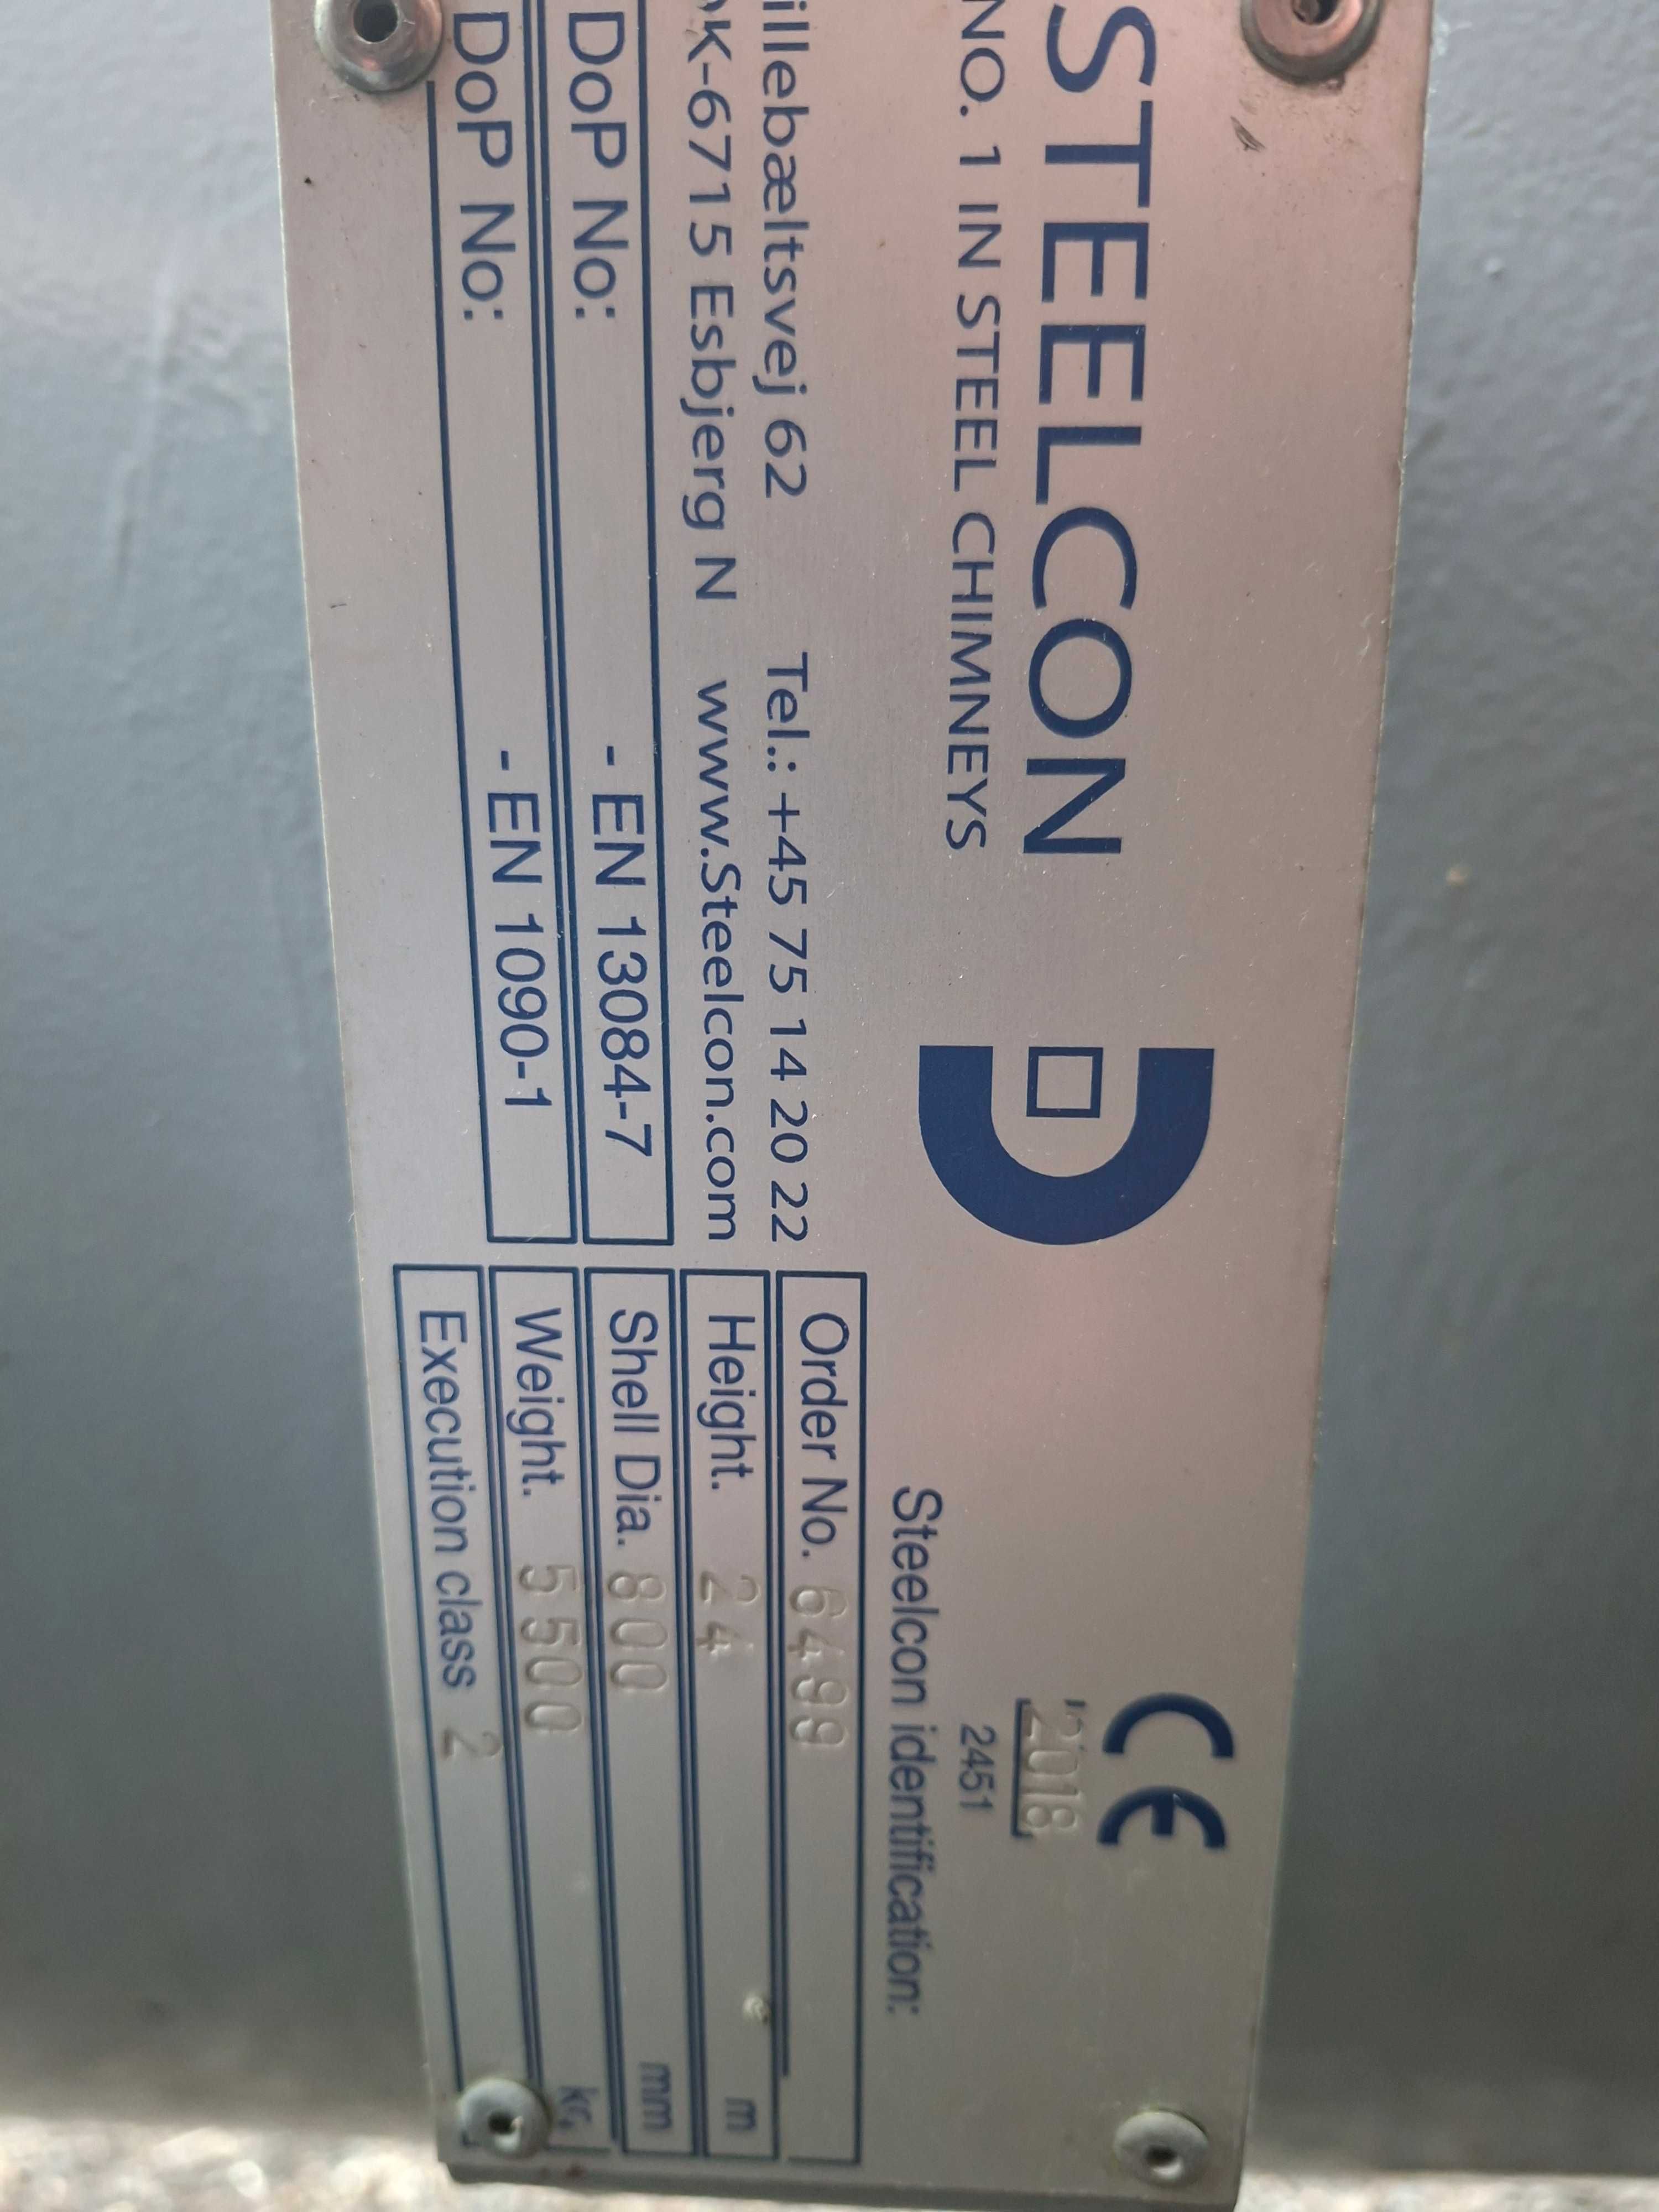 STEELCON
NO. 1 IN STEEL CHIMNEYS
illebæltsvej 62 Tel.: +45 75 14 20 22
DK-6715 Esbjerg N www.Steelcon.com
DoP No: - EN 13084-7
DoP No: - EN 1090-1
CE
2018
2451
Steelcon identification:
Order No. 6499
Height. 24 m
Shell Dia. 800 mm
Weight. 5500 kg
Execution class 2